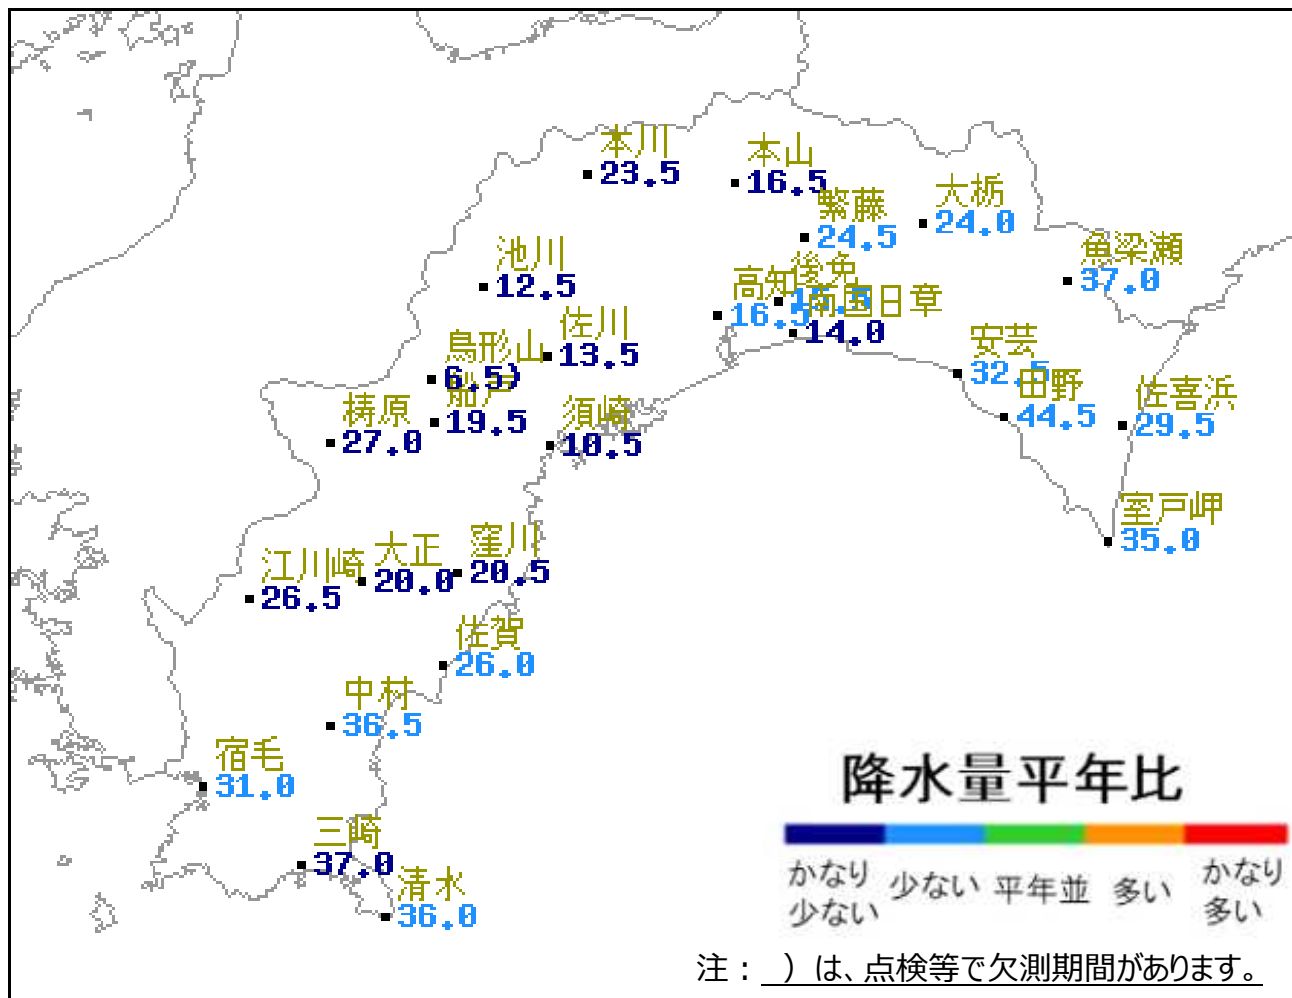 本川
23.5
本山
16.5
繁藤
24.5
大栃
24.0
魚梁瀬
37.0
池川
12.5
高知
16.5
後免
15.5
南国日章
14.0
佐川
13.5
鳥形山
6.5)
船戸
19.5
安芸
32.5
田野
44.5
佐喜浜
29.5
梼原
27.0
須崎
10.5
室戸岬
35.0
江川崎
26.5
大正
20.0
窪川
20.5
佐賀
26.0
中村
36.5
宿毛
31.0
三崎
37.0
清水
36.0
降水量平年比
かなり
少ない
少ない
平年並
多い
かなり
多い
注： ）は、点検等で欠測期間があります。